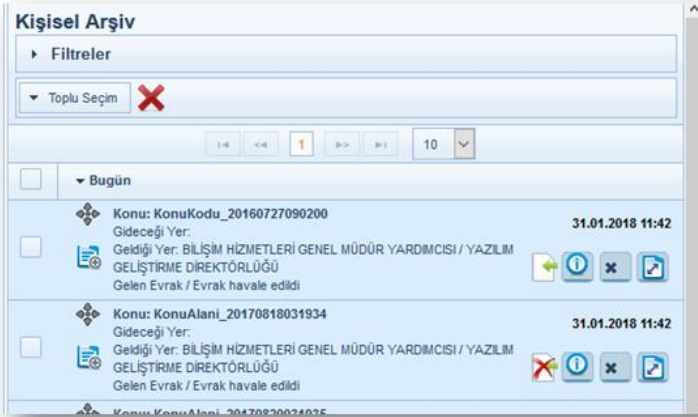 Kişisel Arşiv
Filtreler
Toplu Seçim
1
10
Bugün
Konu: KonuKodu_20160727090200
31.01.2018 11:42
Gideceği Yer:
Geldiği Yer: BİLİŞİM HİZMETLERİ GENEL MÜDÜR YARDIMCISI / YAZILIM
GELİŞTİRME DİREKTÖRLÜĞÜ
Gelen Evrak / Evrak havale edildi
Konu: KonuAlani_20170818031934
31.01.2018 11:42
Gideceği Yer:
Geldiği Yer: BİLİŞİM HİZMETLERİ GENEL MÜDÜR YARDIMCISI / YAZILIM
GELİŞTİRME DİREKTÖRLÜĞÜ
Gelen Evrak / Evrak havale edildi
Konu: KonuAlani_20170829031935